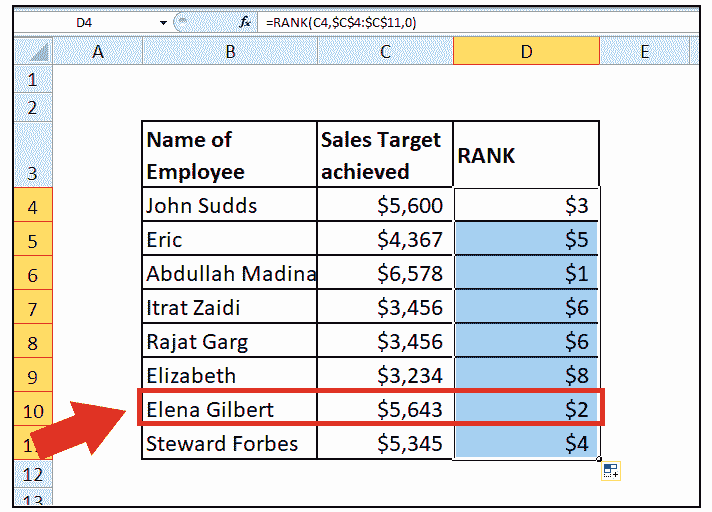 D4 fx =RANK(C4,$C$4:$C$11,0)
A B C D E
1
2
3 Name of Employee Sales Target achieved RANK
4 John Sudds $5,600 $3
5 Eric $4,367 $5
6 Abdullah Madina $6,578 $1
7 Itrat Zaidi $3,456 $6
8 Rajat Garg $3,456 $6
9 Elizabeth $3,234 $8
10 Elena Gilbert $5,643 $2
Steward Forbes $5,345 $4
12
13